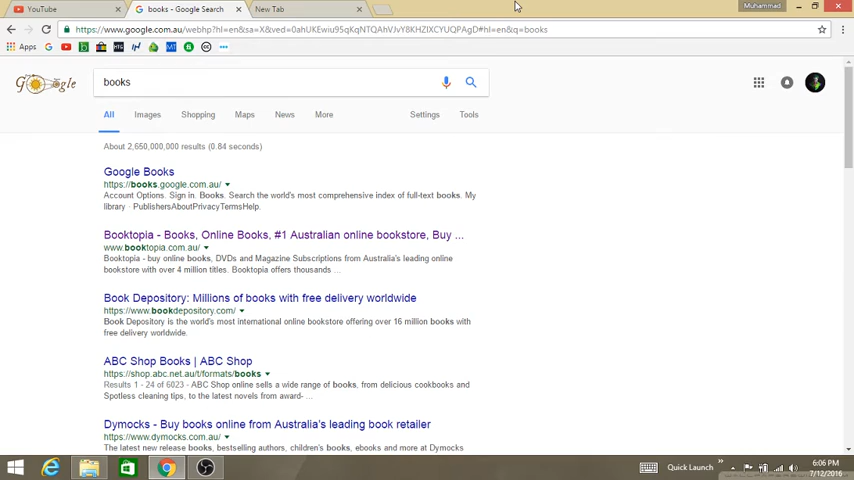 YouTube
books - Google Search
New Tab
Muhammad
https://www.google.com.au/webhp?hl=en&sa=X&ved=0ahUKEwiu95qKqNTQAhVJY8KHZIXCYUQPAgD#hl=en&q=books
Apps
books
All
Images
Shopping
Maps
News
More
Settings
Tools
About 2,650,000,000 results (0.84 seconds)
Google Books
https://books.google.com.au/
Account Options. Sign in. Books. Search the world's most comprehensive index of full-text books. My
library · PublishersAboutPrivacyTermsHelp.
Booktopia - Books, Online Books, #1 Australian online bookstore, Buy ...
www.booktopia.com.au/
Booktopia - buy online books, DVDs and Magazine Subscriptions from Australia's leading online
bookstore with over 4 million titles. Booktopia offers thousands ...
Book Depository: Millions of books with free delivery worldwide
https://www.bookdepository.com/
Book Depository is the world's most international online bookstore offering over 16 million books with
free delivery worldwide.
ABC Shop Books | ABC Shop
https://shop.abc.net.au/t/formats/books
Results 1 - 24 of 6023 - ABC Shop online sells a wide range of books, from delicious cookbooks and
Spotless cleaning tips, to the latest novels from award- ...
Dymocks - Buy books online from Australia's leading book retailer
https://www.dymocks.com.au/
The latest new release books, bestselling authors, children's books, ebooks and more at Dymocks
Quick Launch
6:06 PM
7/12/2016